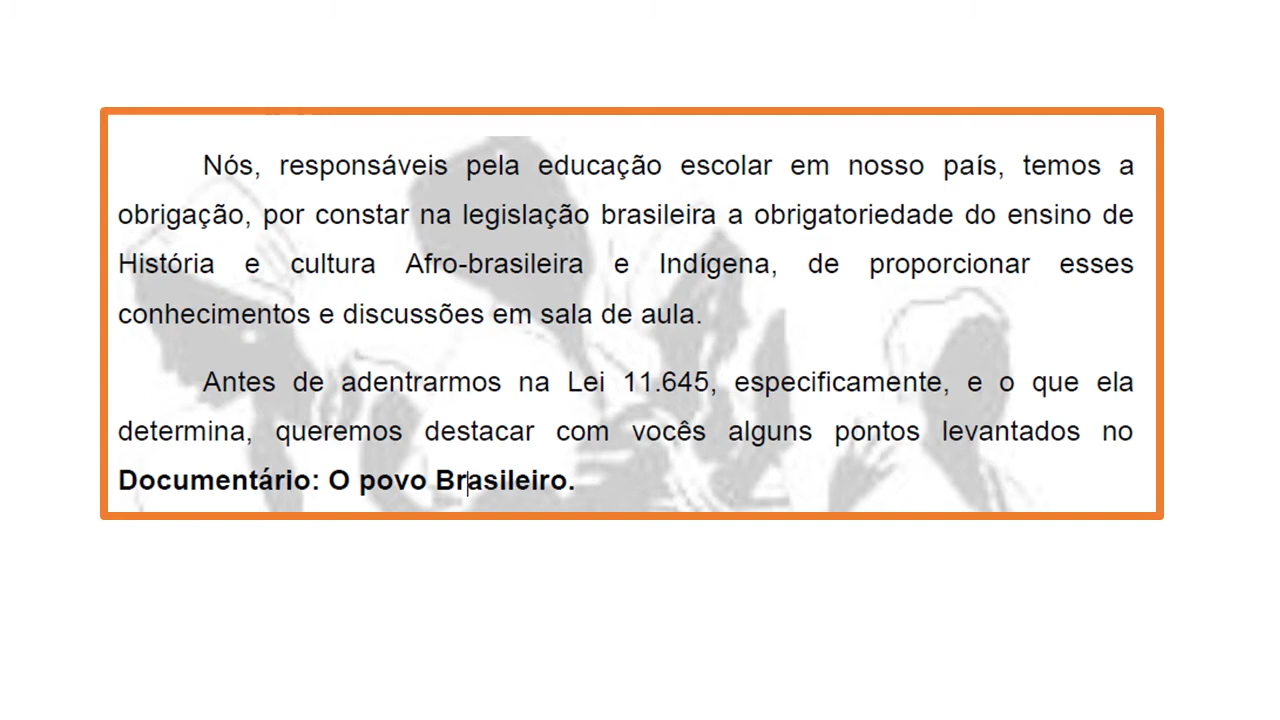 Nós, responsáveis pela educação escolar em nosso país, temos a
obrigação, por constar na legislação brasileira a obrigatoriedade do ensino de
História e cultura Afro-brasileira e Indígena, de proporcionar esses
conhecimentos e discussões em sala de aula.
Antes de adentrarmos na Lei 11.645, especificamente, e o que ela
determina, queremos destacar com vocês alguns pontos levantados no
Documentário: O povo Brasileiro.